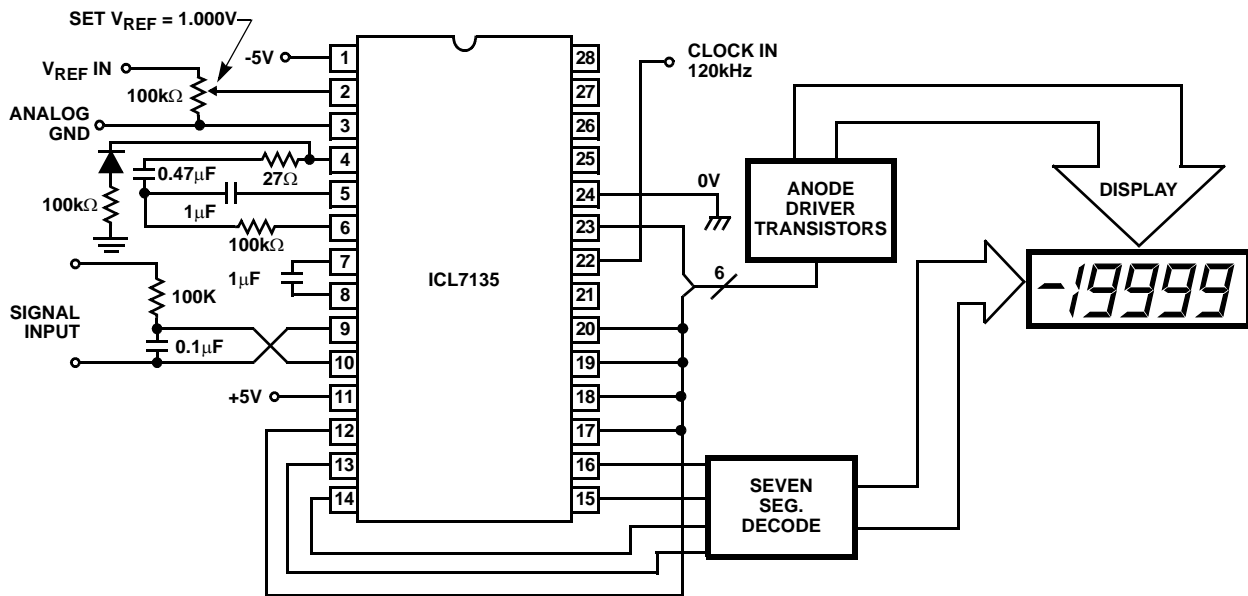 SET VREF = 1.000V
-5V
VREF IN
100kΩ
ANALOG
GND
0.47µF
27Ω
1µF
100kΩ
100kΩ
1µF
SIGNAL
INPUT
100K
0.1µF
+5V
1
2
3
4
5
6
7
8
9
10
11
12
13
14
ICL7135
28
27
26
25
24
23
22
21
20
19
18
17
16
15
CLOCK IN
120kHz
0V
6
ANODE
DRIVER
TRANSISTORS
DISPLAY
-19999
SEVEN
SEG.
DECODE